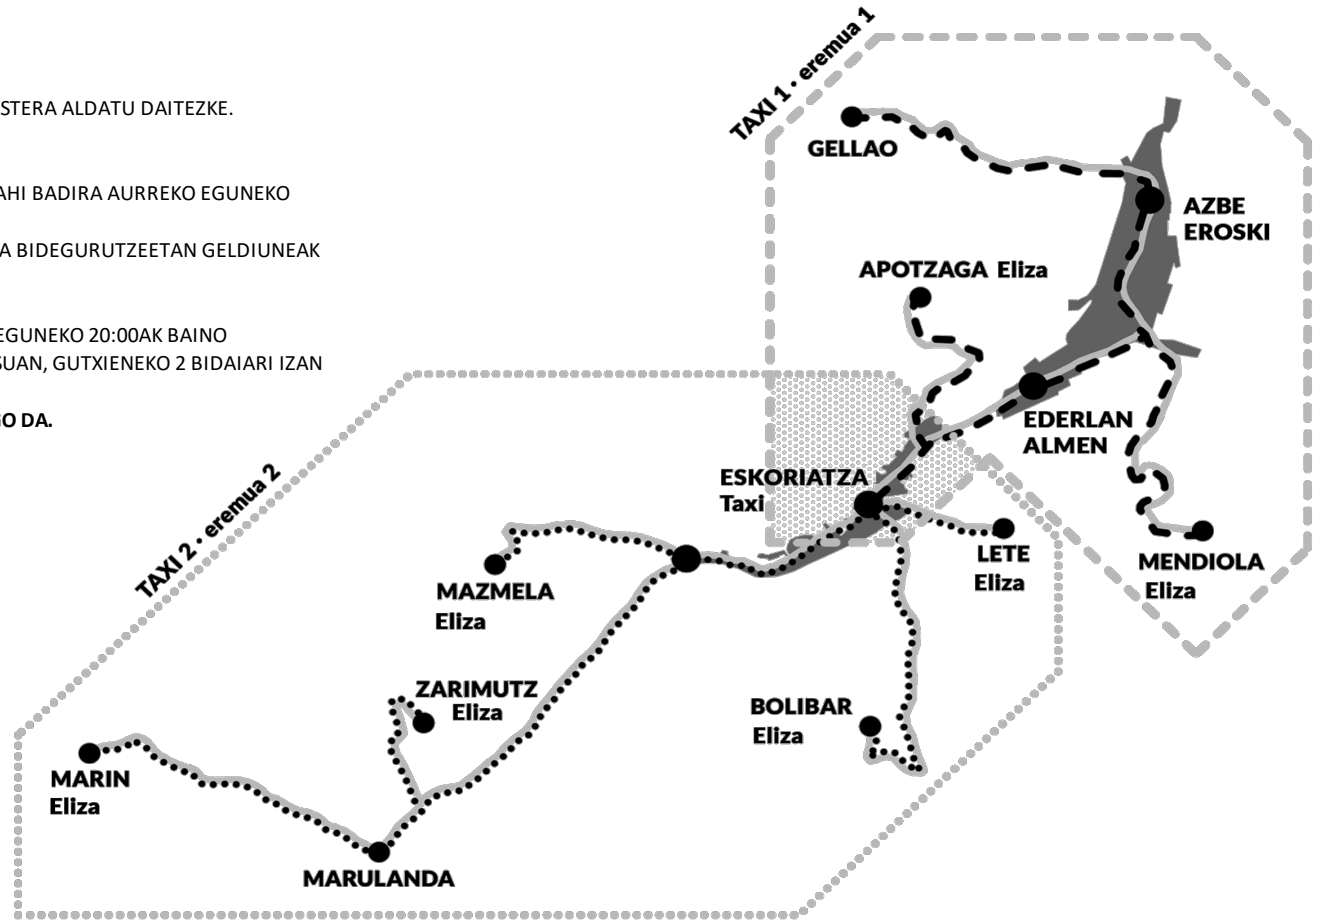 STERA ALDATU DAITEZKE.
AHI BADIRA AURREKO EGUNEKO
A BIDEGURUTZEETAN GELDIUNEAK
EGUNEKO 20:00AK BAINO
SUAN, GUTXIENEKO 2 BIDAIARI IZAN
GO DA.
TAXI 1 · eremua 1
GELLAO
AZBE
EROSKI
APOTZAGA Eliza
EDERLAN
ALMEN
ESKORIATZA
Taxi
TAXI 2 · eremua 2
LETE
Eliza
MENDIOLA
Eliza
MAZMELA
Eliza
ZARIMUTZ
Eliza
BOLIBAR
Eliza
MARIN
Eliza
MARULANDA